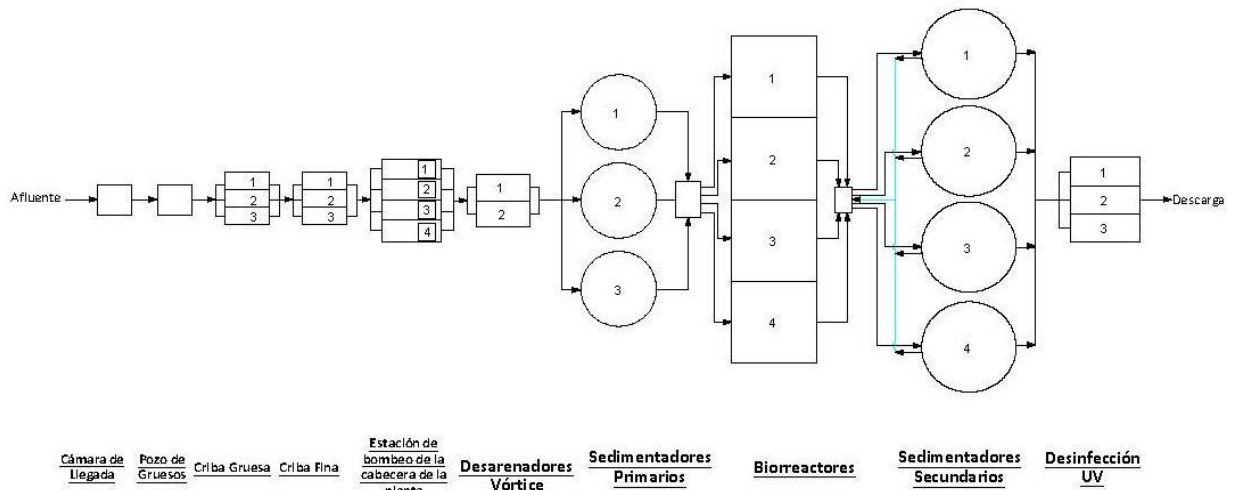 Afluente
1
2
3
1
2
3
1
2
3
4
1
2
1
2
3
1
2
3
4
1
2
3
4
1
2
3
Descarga
Cámara de
Llegada
Pozo de
Gruesos
Criba Gruesa
Criba Fina
Estación de
bombeo de la
cabecera de la
planta
Desarenadores
Vórtice
Sedimentadores
Primarios
Biorreactores
Sedimentadores
Secundarios
Desinfección
UV